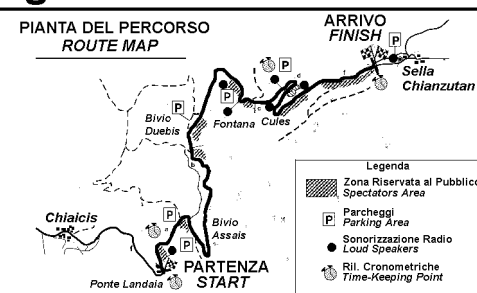 PIANTA DEL PERCORSO
ROUTE MAP
ARRIVO
FINISH
P
P
Sella
Chianzutan
P
P
Bivio
Duebis
Fontana
Cules
Chiaicis
P
Bivio
Assais
P
PARTENZA
START
Ponte Landaia
Legenda
Zona Riservata al Pubblico
Spectators Area
P
Parcheggi
Parking Area
Sonorizzazione Radio
Loud Speakers
Ril. Cronometriche
Time-Keeping Point